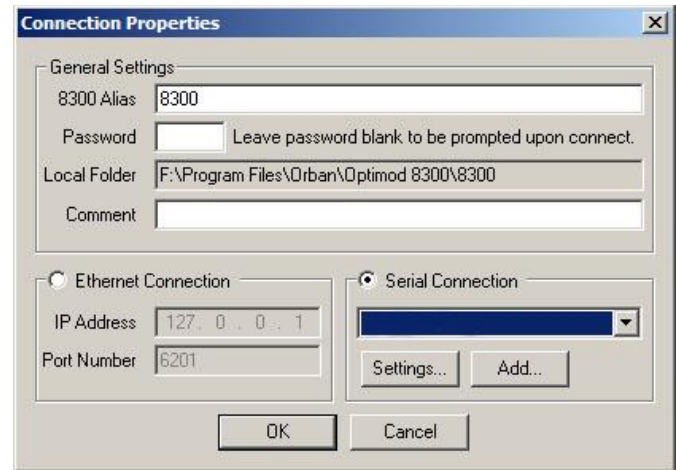 Connection Properties
General Settings
8300 Alias 8300
Password Leave password blank to be prompted upon connect.
Local Folder F:\Program Files\Orban\Optimod 8300\8300
Comment
Ethernet Connection
IP Address 127. 0 . 0 . 1
Port Number 6201
Serial Connection
Settings... Add...
OK Cancel